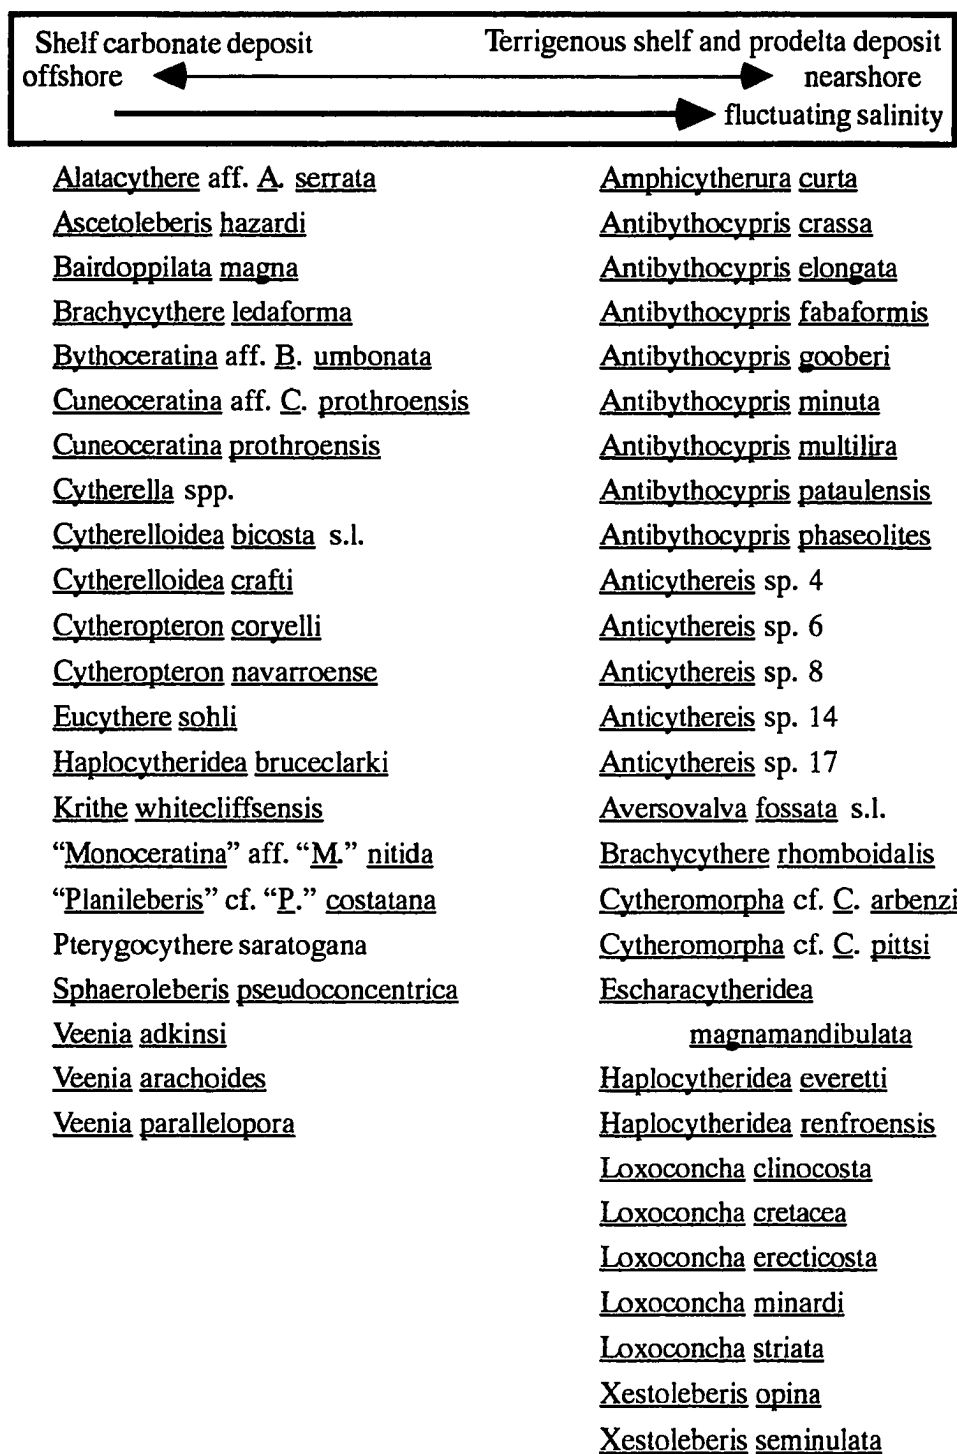 Shelf carbonate deposit
Terrigenous shelf and prodelta deposit
offshore
nearshore
fluctuating salinity
Alatacythere aff. A. serrata
Ascetoleberis hazardi
Bairdoppilata magna
Brachycythere ledaforma
Bythoceratina aff. B. umbonata
Cuneoceratina aff. C. prothroensis
Cuneoceratina prothroensis
Cytherella spp.
Cytherelloidea bicosta s.l.
Cytherelloidea crafti
Cytheropteron coryelli
Cytheropteron navarroense
Eucythere sohli
Haplocytheridea bruceclarki
Krithe whitecliffsensis
“Monoceratina” aff. “M.” nitida
“Planileberis” cf. “P.” costatana
Pterygocythere saratogana
Sphaeroleberis pseudoconcentrica
Veenia adkinsi
Veenia arachoides
Veenia parallelopora
Amphicytherura curta
Antibythocypris crassa
Antibythocypris elongata
Antibythocypris fabaformis
Antibythocypris gooberi
Antibythocypris minuta
Antibythocypris multilira
Antibythocypris pataulensis
Antibythocypris phaseolites
Anticythereis sp. 4
Anticythereis sp. 6
Anticythereis sp. 8
Anticythereis sp. 14
Anticythereis sp. 17
Aversovalva fossata s.l.
Brachycythere rhomboidalis
Cytheromorpha cf. C. arbenzi
Cytheromorpha cf. C. pittsi
Escharacytheridea
magnamandibulata
Haplocytheridea everetti
Haplocytheridea renfroensis
Loxoconcha clinocosta
Loxoconcha cretacea
Loxoconcha erecticosta
Loxoconcha minardi
Loxoconcha striata
Xestoleberis opina
Xestoleberis seminulata